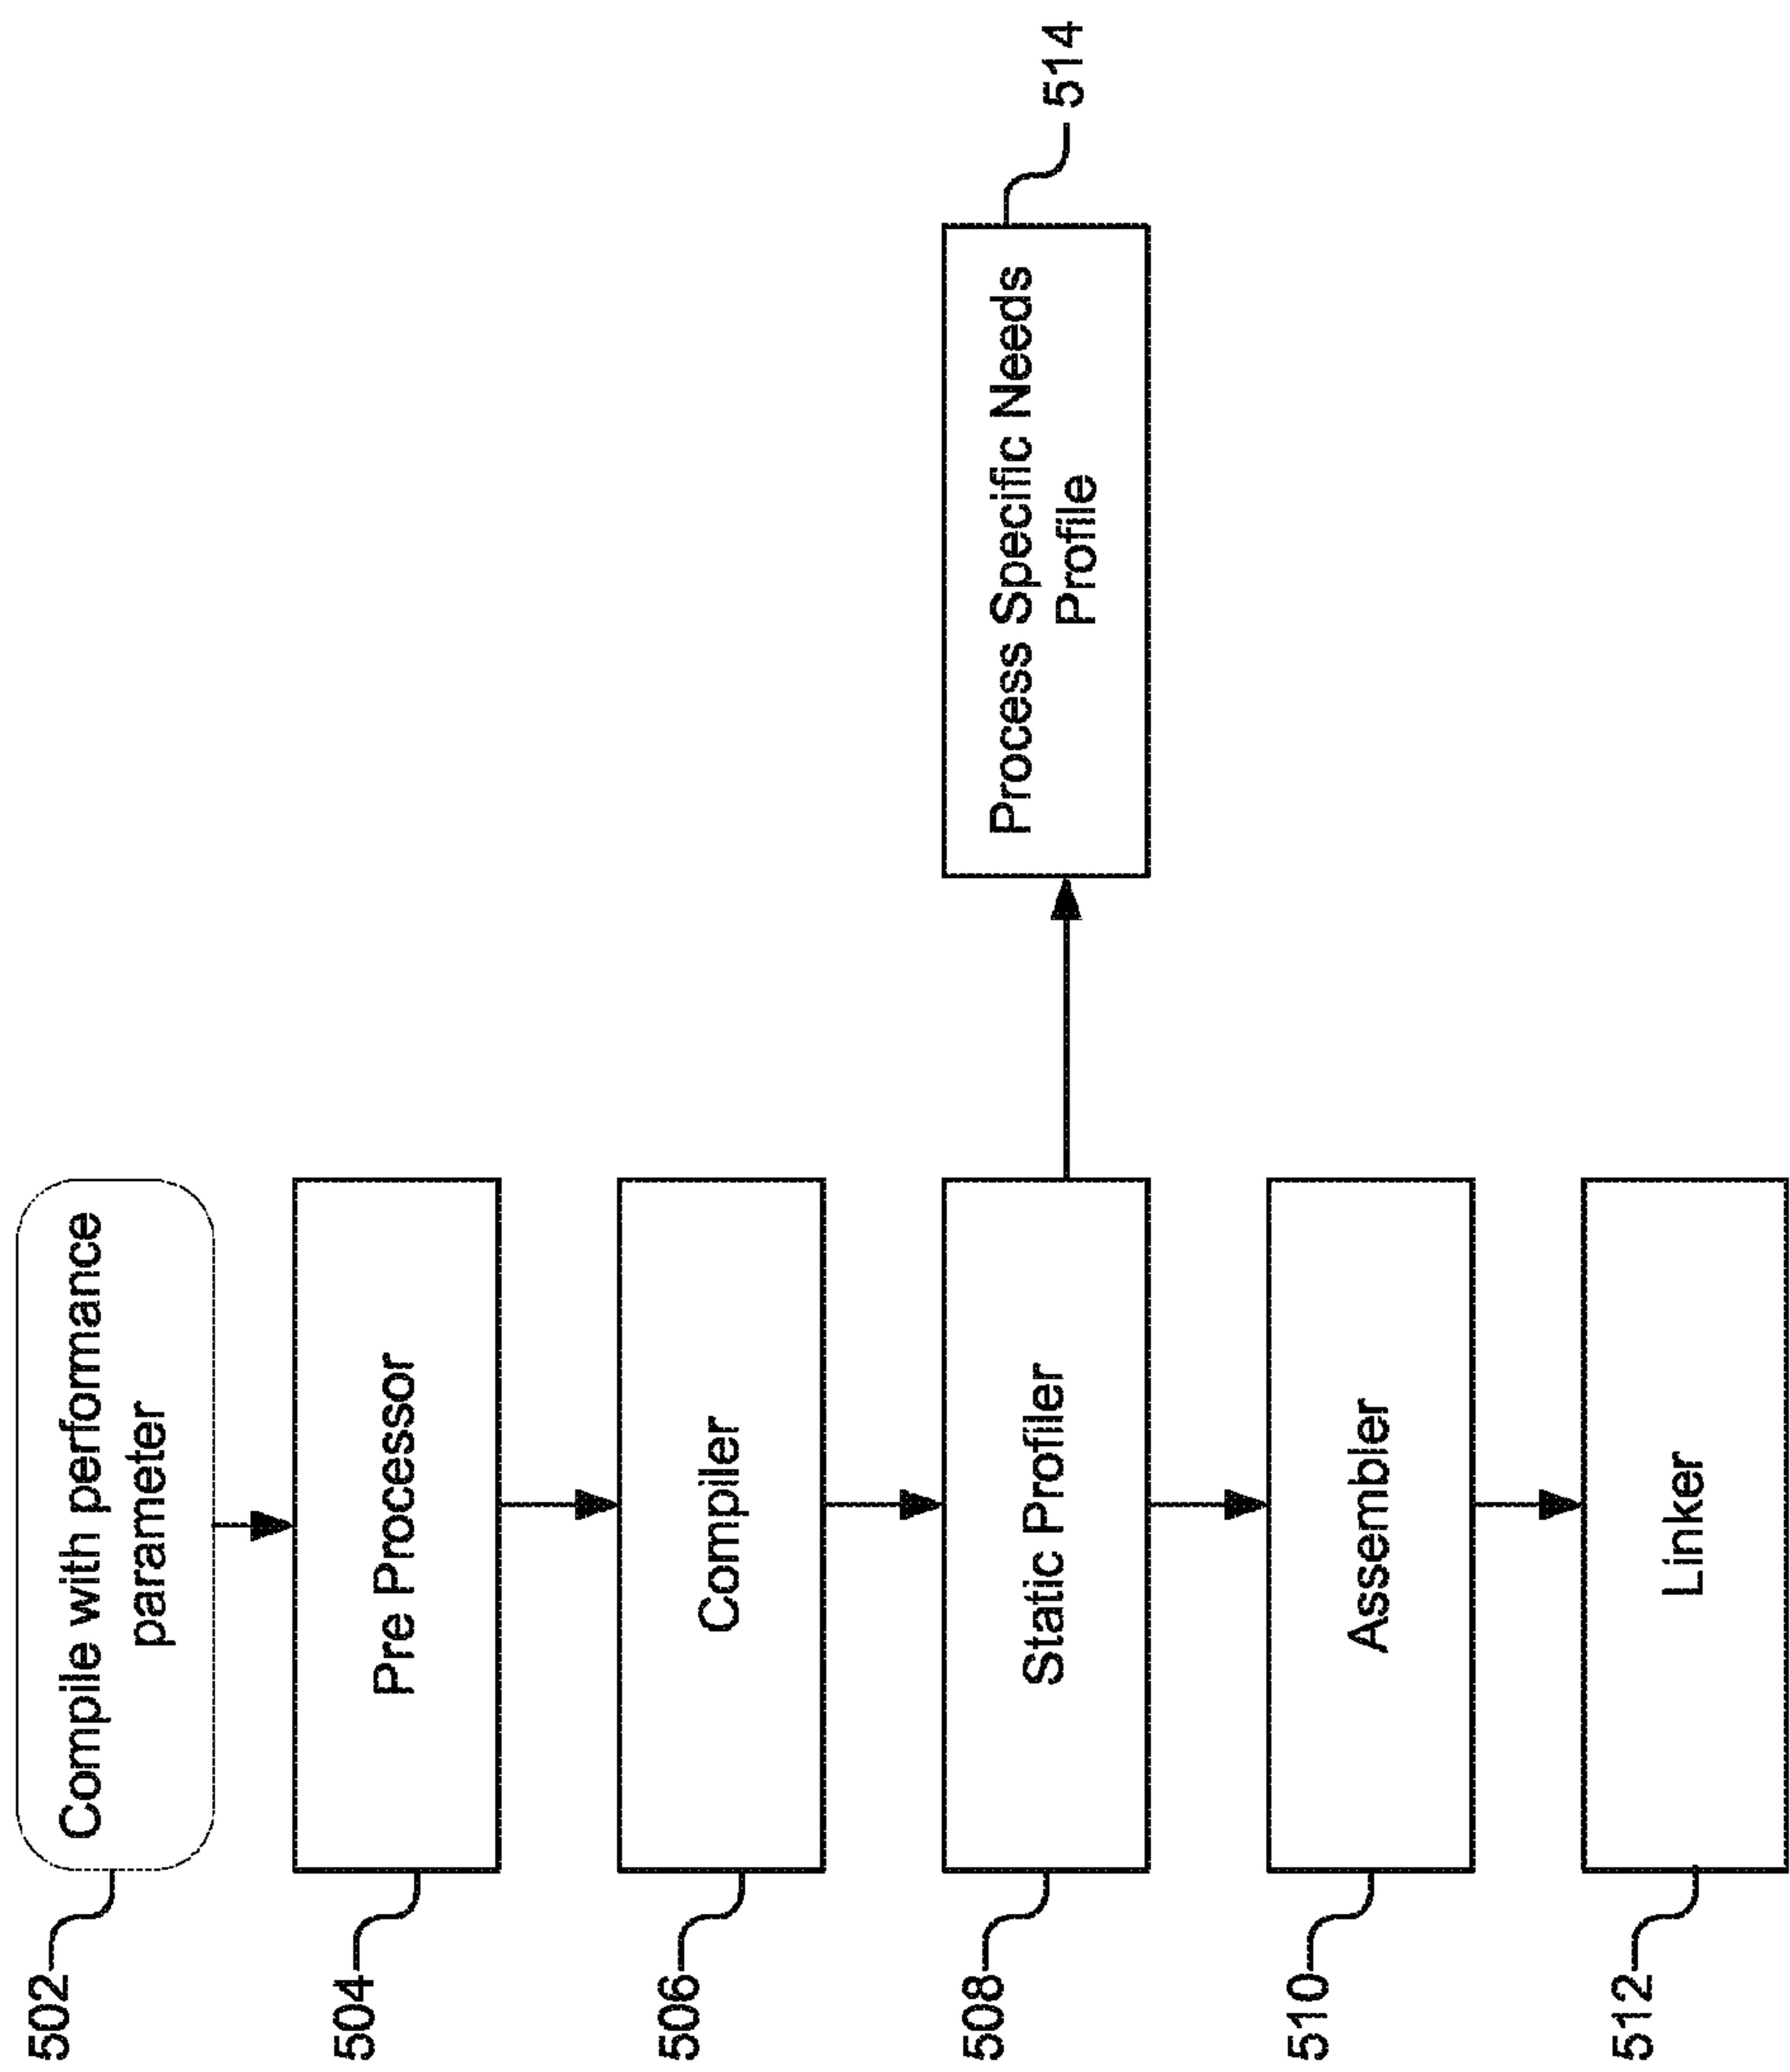 502
Compile with performance
parameter
504
Pre Processor
506
Compiler
508
Static Profiler
Process Specific Needs
Profile
514
510
Assembler
512
Linker